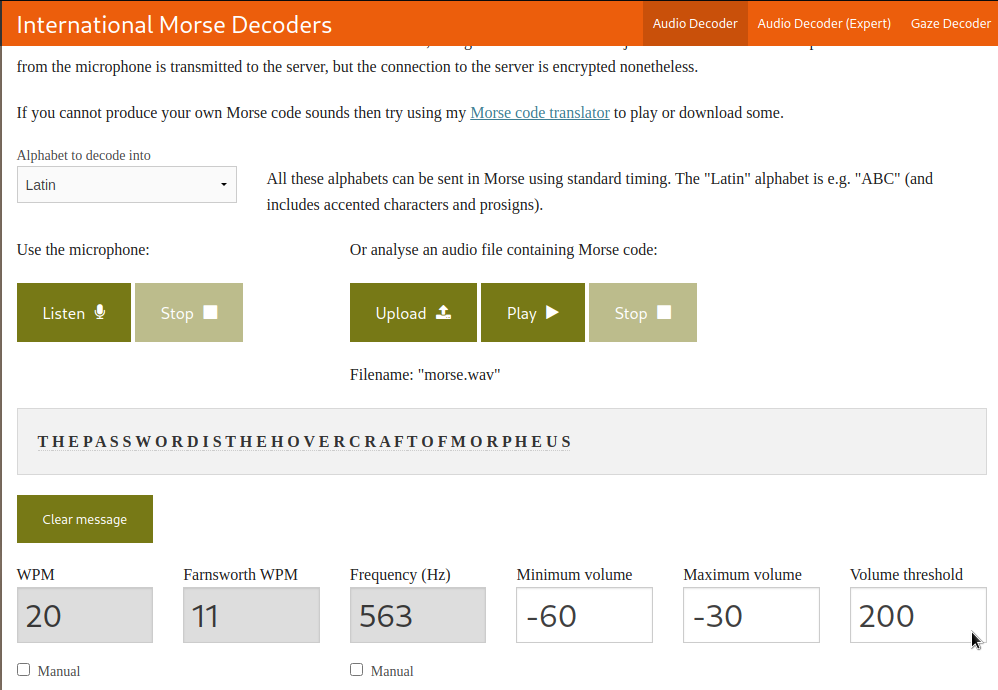 International Morse Decoders
Audio Decoder Audio Decoder (Expert) Gaze Decoder
from the microphone is transmitted to the server, but the connection to the server is encrypted nonetheless.
If you cannot produce your own Morse code sounds then try using my Morse code translator to play or download some.
Alphabet to decode into
Latin
All these alphabets can be sent in Morse using standard timing. The "Latin" alphabet is e.g. "ABC" (and
includes accented characters and prosigns).
Use the microphone:
Or analyse an audio file containing Morse code:
Listen Stop
Upload Play Stop
Filename: "morse.wav"
T H E P A S S W O R D I S T H E H O V E R C R A F T O F M O R P H E U S
Clear message
WPM Farnsworth WPM Frequency (Hz) Minimum volume Maximum volume Volume threshold
20 11 563 -60 -30 200
Manual Manual